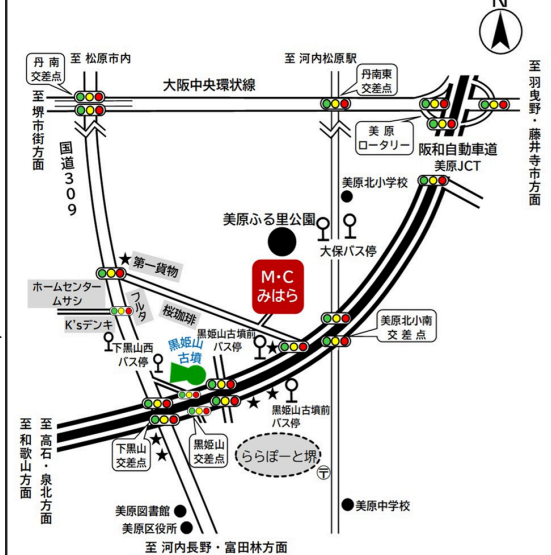 N
丹 南
交差点
至 松原市内
大阪中央環状線
至 河内松原駅
丹南東
交差点
至 堺市街方面
国道309
美 原
ロータリー
阪和自動車道
美原JCT
至 羽曳野・藤井寺市方面
美原北小学校
美原ふる里公園
大保バス停
M・C
みはら
第一貨物
ホームセンター
ムサシ
フルタ
K'sデンキ
桜珈琲
黒姫山
古墳
黒姫山古墳前
バス停
下黒山西
バス停
美原北小南
交 差 点
黒姫山古墳前
バス停
下黒山
交差点
黒姫山
交差点
ららぽーと堺
〒
至 高石・泉北方面
至 和歌山方面
美原図書館
美原区役所
美原中学校
至 河内長野・富田林方面